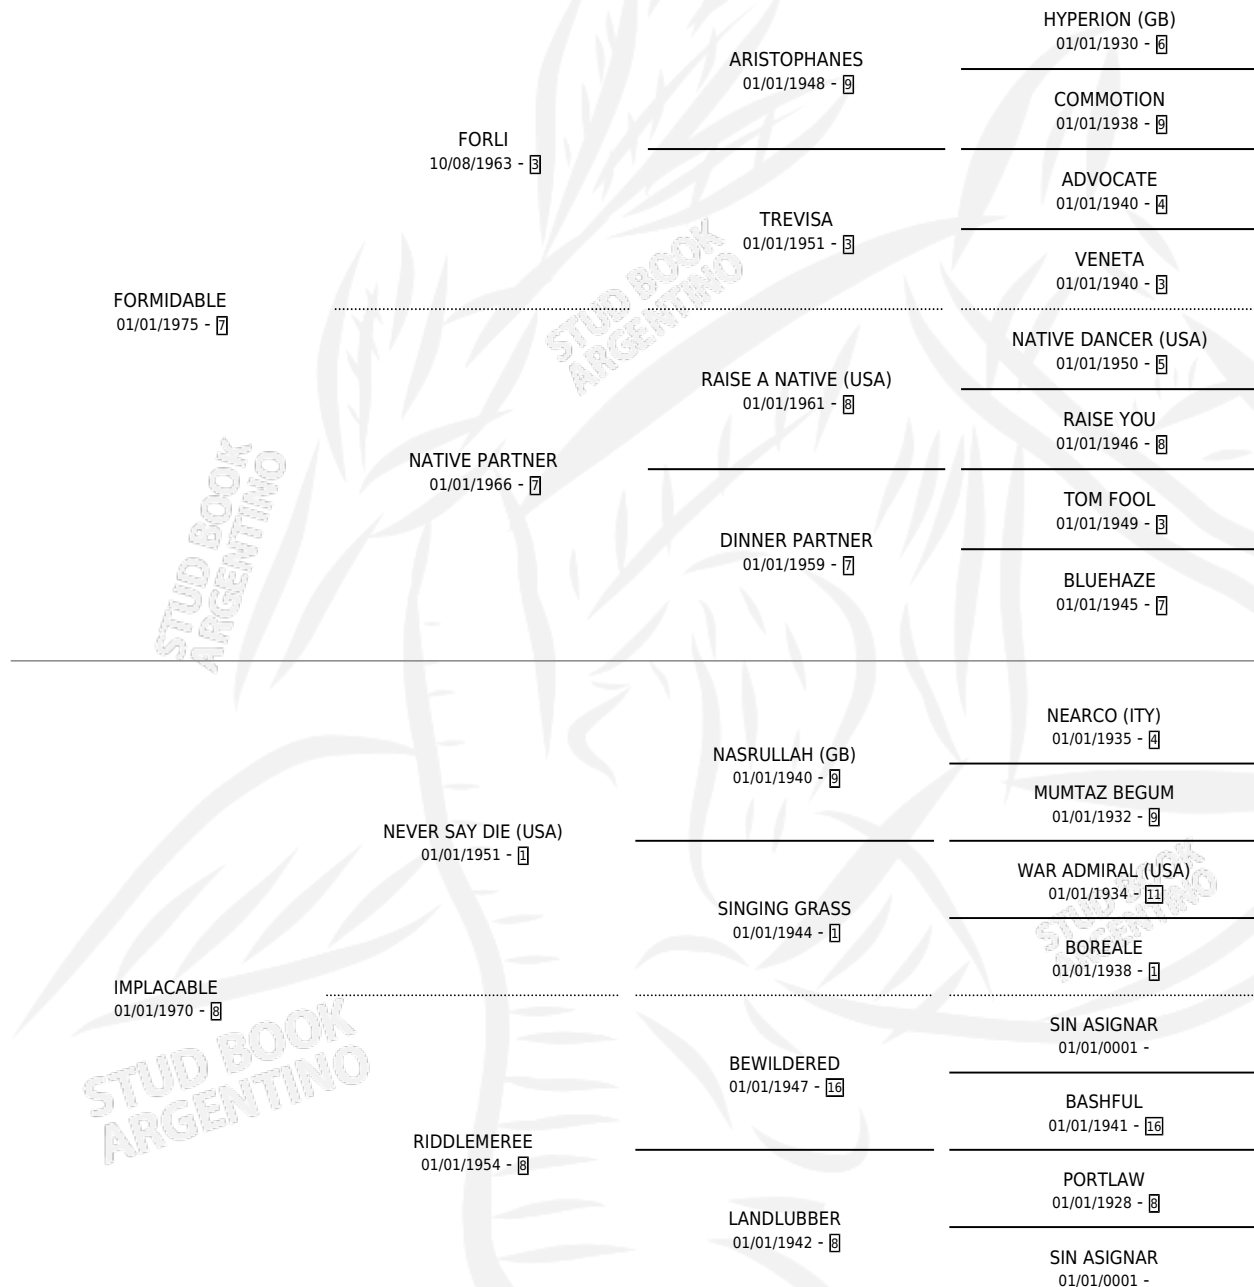 HYPERION (GB)
01/01/1930 - 6
ARISTOPHANES
01/01/1948 - 9
COMMOTION
01/01/1938 - 9
FORLI
10/08/1963 - 3
ADVOCATE
01/01/1940 - 4
TREVISA
01/01/1951 - 3
VENETA
01/01/1940 - 3
FORMIDABLE
01/01/1975 - 7
NATIVE DANCER (USA)
01/01/1950 - 5
RAISE A NATIVE (USA)
01/01/1961 - 8
RAISE YOU
01/01/1946 - 8
NATIVE PARTNER
01/01/1966 - 7
TOM FOOL
01/01/1949 - 3
DINNER PARTNER
01/01/1959 - 7
BLUEHAZE
01/01/1945 - 7
NEARCO (ITY)
01/01/1935 - 4
NASRULLAH (GB)
01/01/1940 - 9
MUMTAZ BEGUM
01/01/1932 - 9
NEVER SAY DIE (USA)
01/01/1951 - 1
WAR ADMIRAL (USA)
01/01/1934 - 11
SINGING GRASS
01/01/1944 - 1
BOREALE
01/01/1938 - 1
IMPLACABLE
01/01/1970 - 8
SIN ASIGNAR
01/01/0001 -
BEWILDERED
01/01/1947 - 16
BASHFUL
01/01/1941 - 16
RIDDLEMEREE
01/01/1954 - 8
PORTLAW
01/01/1928 - 8
LANDLUBBER
01/01/1942 - 8
SIN ASIGNAR
01/01/0001 -
STUD BOOK
ARGENTINO
STUD BOOK
ARGENTINO
STUD BOOK
ARGENTINO
STUD BOOK
ARGENTINO